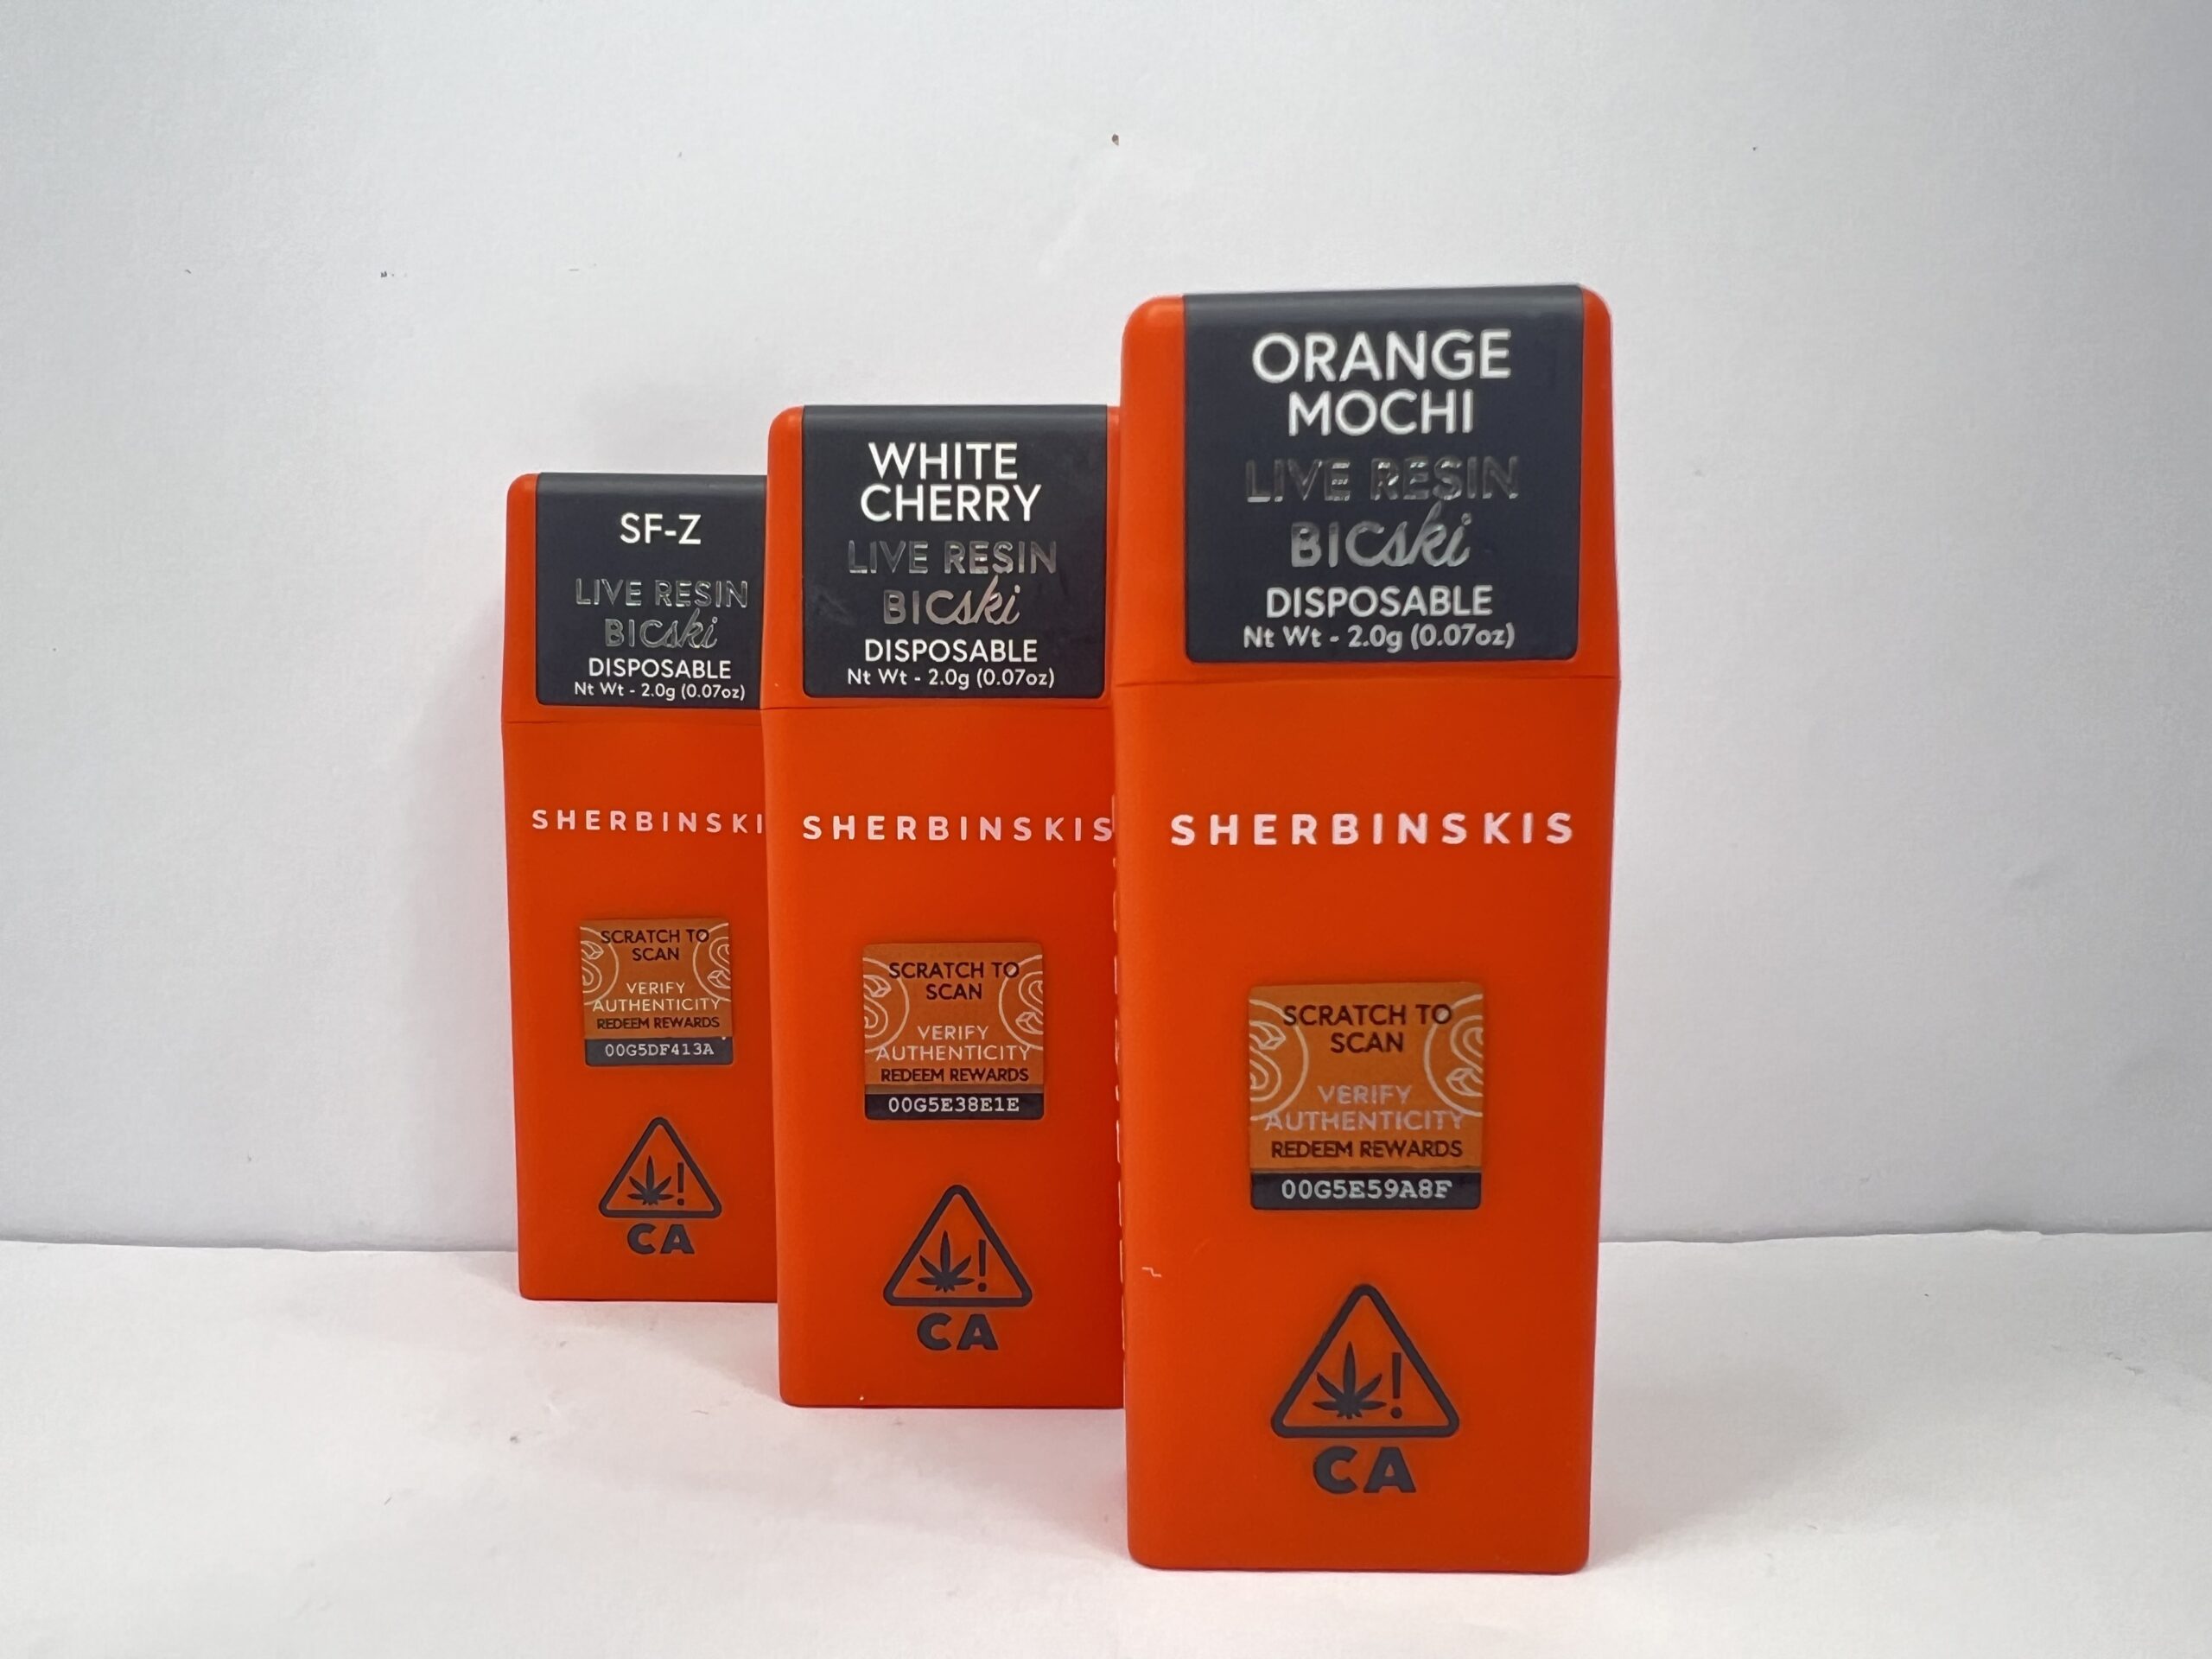 SF-Z
LIVE RESIN
BICski
DISPOSABLE
Nt Wt - 2.0g (0.07oz)
SHERBINSKI
SCRATCH TO
SCAN
VERIFY
AUTHENTICITY
REDEEM REWARDS
00G5DF413A
CA
WHITE
CHERRY
LIVE RESIN
BICski
DISPOSABLE
Nt Wt - 2.0g (0.07oz)
SHERBINSKIS
SCRATCH TO
SCAN
VERIFY
AUTHENTICITY
REDEEM REWARDS
00G5E38E1E
CA
ORANGE
MOCHI
LIVE RESIN
BICski
DISPOSABLE
Nt Wt - 2.0g (0.07oz)
SHERBINSKIS
SCRATCH TO
SCAN
VERIFY
AUTHENTICITY
REDEEM REWARDS
00G5E59A8F
CA